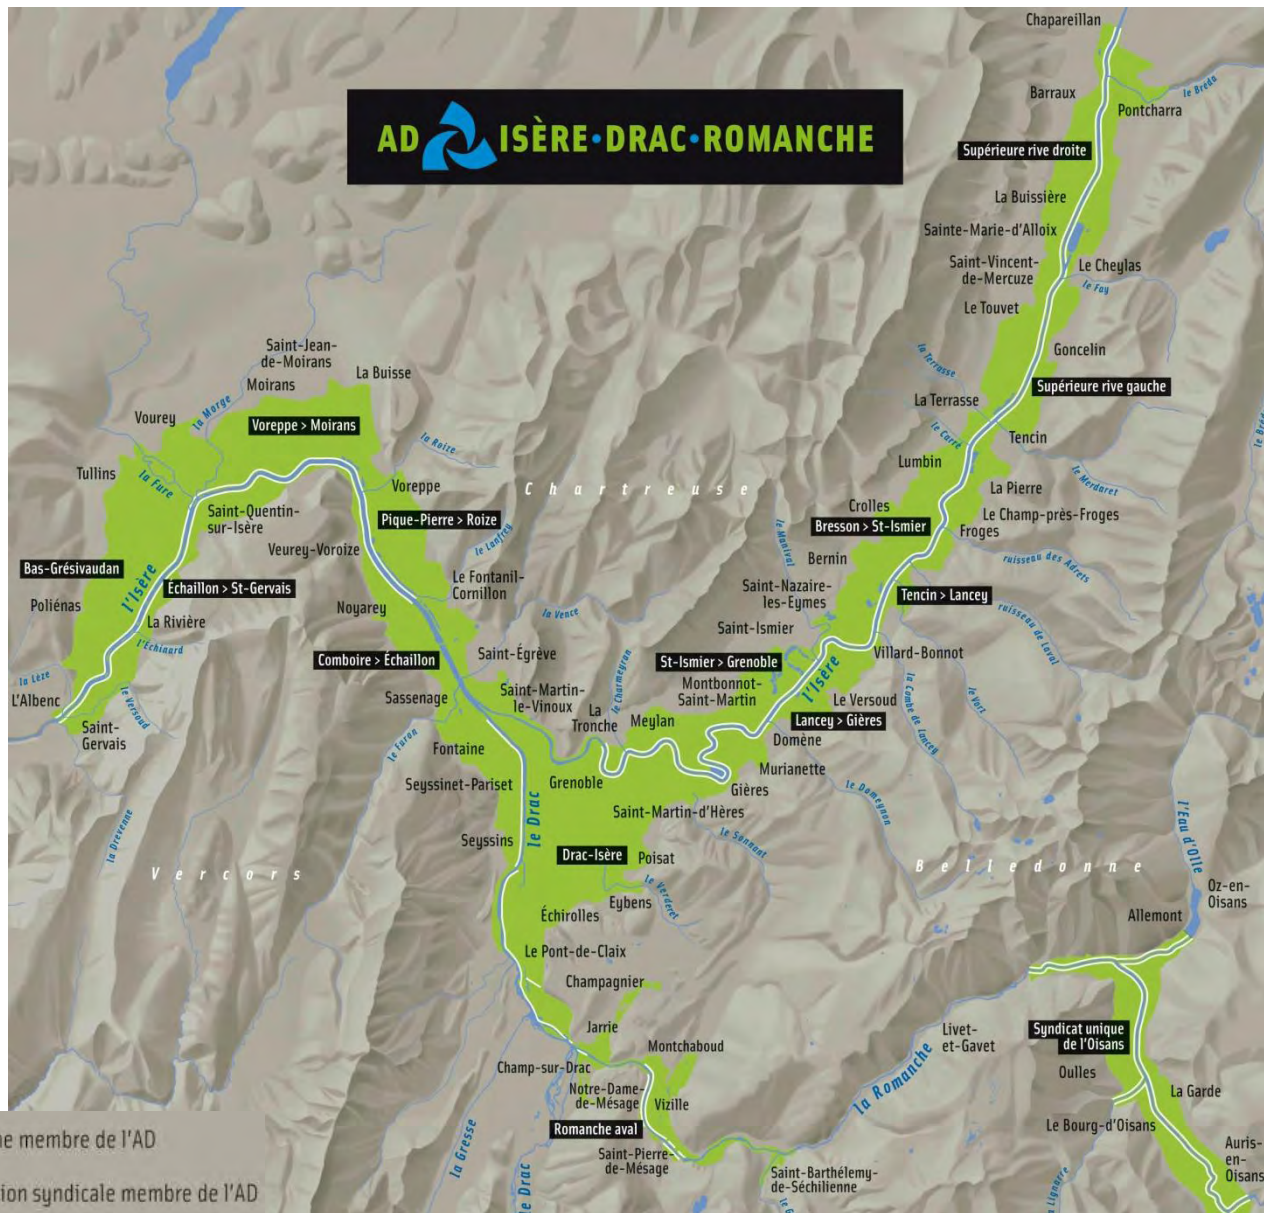 Chapareillan
Barraux
le Bréda
Pontcharra
AD ISÈRE·DRAC·ROMANCHE
Supérieure rive droite
La Buissière
Sainte-Marie-d'Alloix
Saint-Vincent-
de-Mercuze
Le Cheylas
le Fay
Le Touvet
Goncelin
la Terrasse
Supérieure rive gauche
La Terrasse
le Carré
Tencin
Lumbin
le Merdaret
La Pierre
Crolles
Le Champ-près-Froges
Bresson > St-Ismier
Froges
le Manival
Bernin
ruisseau des Adrets
Saint-Nazaire-
les-Eymes
Tencin > Lancey
ruisseau de Laval
Saint-Ismier
Villard-Bonnot
St-Ismier > Grenoble
Montbonnot-
Saint-Martin
l'Isère
la Combe de Lancey
le Vorz
Le Versoud
Lancey > Gières
Domène
Murianette
Gières
le Domeynon
Saint-Jean-
de-Moirans
Moirans
La Buisse
Vourey
la Morge
Voreppe > Moirans
la Roize
Tullins
la Fure
Voreppe
Saint-Quentin-
sur-Isère
Pique-Pierre > Roize
Chartreuse
Veurey-Voroize
le Lanfrey
Bas-Grésivaudan
l'Isère
Échaillon > St-Gervais
Le Fontanil-
Cornillon
Poliénas
Noyarey
la Vence
La Rivière
l'Échinard
Comboire > Échaillon
Saint-Égrève
la Lèze
L'Albenc
le Versoud
Sassenage
Saint-Martin-
le-Vinoux
La
Tronche
le Charmeyran
Meylan
Saint-
Gervais
le Furon
Fontaine
Grenoble
Seyssinet-Pariset
le Drac
Saint-Martin-d'Hères
le Sonnant
la Drevenne
Seyssins
Drac-Isère
Poisat
Vercors
le Verderet
Eybens
Belledonne
l'Eau d'Olle
Oz-en-
Oisans
Allemont
Échirolles
Le Pont-de-Claix
Champagnier
Jarrie
Montchaboud
Livet-
et-Gavet
Syndicat unique
de l'Oisans
Champ-sur-Drac
Notre-Dame-
de-Mésage
Vizille
la Romanche
Oulles
La Garde
Romanche aval
Le Bourg-d'Oisans
la Gresse
le Drac
Saint-Pierre-
de-Mésage
Saint-Barthélemy-
de-Séchilienne
Auris-
en-
Oisans
le Bréd
e membre de l'AD
ion syndicale membre de l'AD